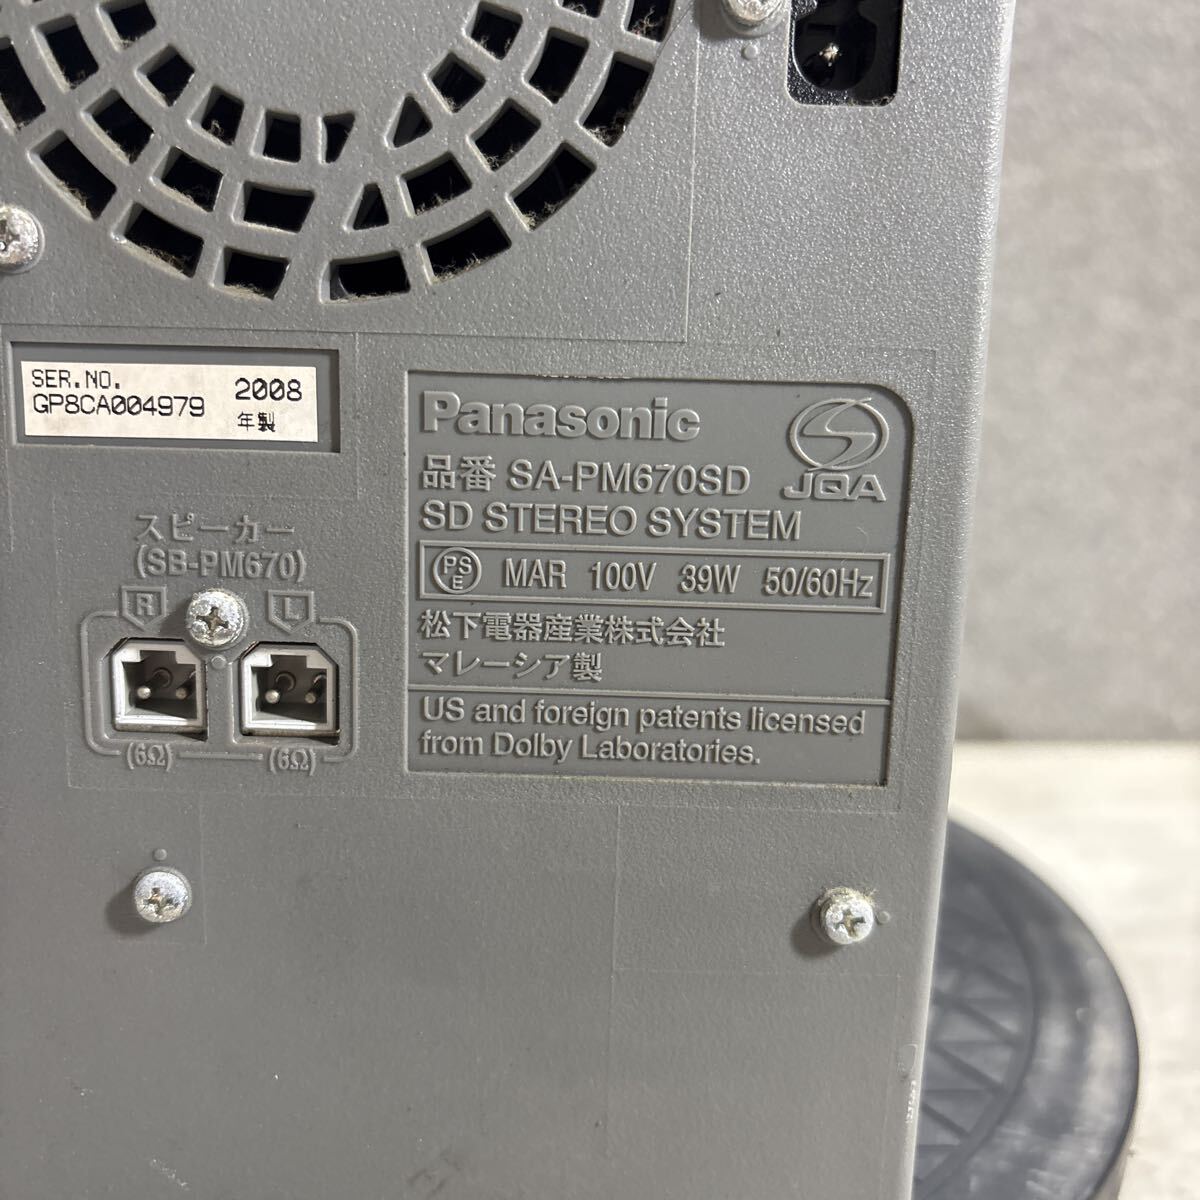 SER.NO.
GP8CA004979
2008
年製
Panasonic
品番 SA-PM670SD
JQA
SD STEREO SYSTEM
PS
E
MAR 100V 39W 50/60Hz
松下電器産業株式会社
マレーシア製
US and foreign patents licensed
from Dolby Laboratories.
スピーカー
(SB-PM670)
R
L
(6Ω)
(6Ω)